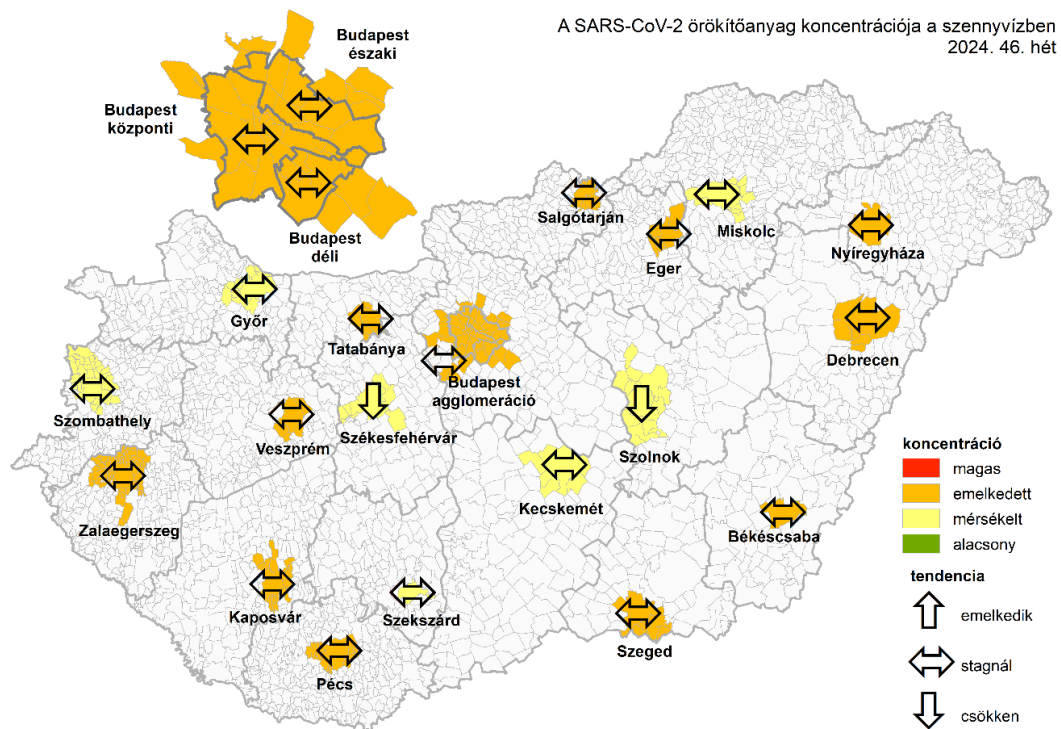 A SARS-CoV-2 örökítőanyag koncentrációja a szennyvízben
2024. 46. hét
Budapest
északi
Budapest
központi
Budapest
déli
Salgótarján
Miskolc
Eger
Nyíregyháza
Győr
Tatabánya
Debrecen
Budapest
agglomeráció
Szombathely
Veszprém
Székesfehérvár
Szolnok
Kecskemét
Zalaegerszeg
Békéscsaba
Kaposvár
Szekszárd
Szeged
Pécs
koncentráció
magas
emelkedett
mérsékelt
alacsony
tendencia
emelkedik
stagnál
csökken